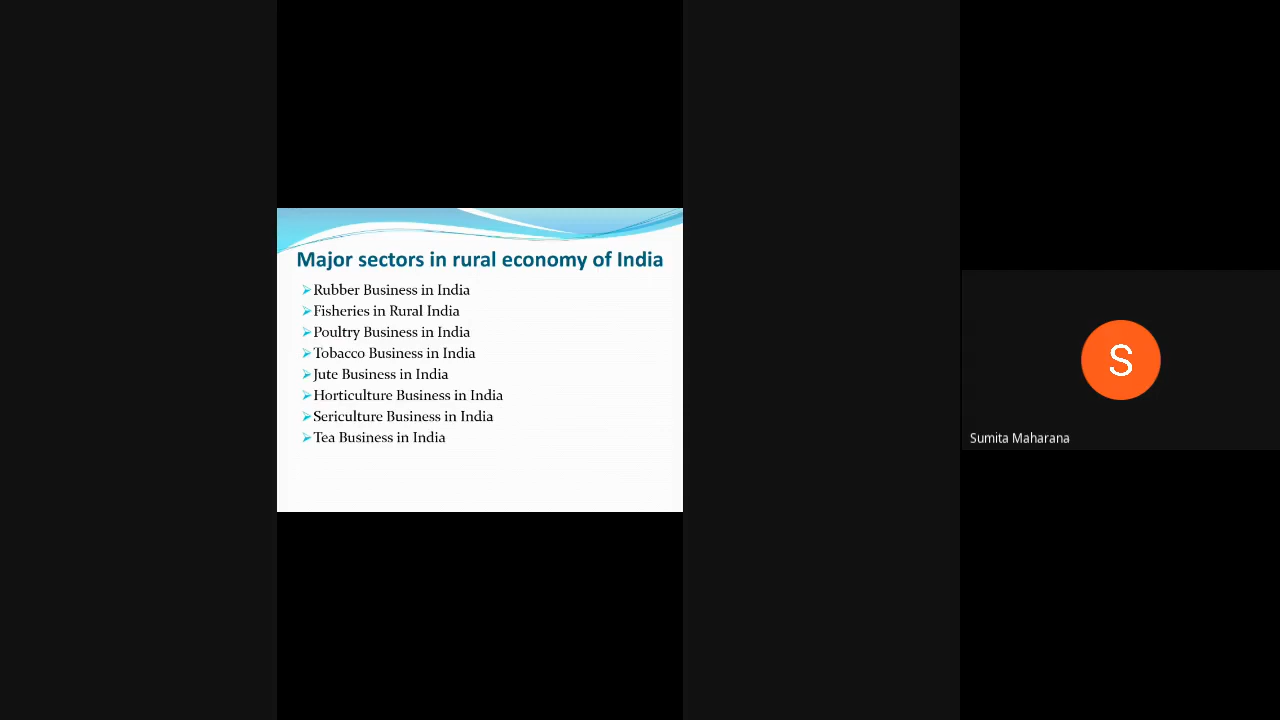 Major sectors in rural economy of India
Rubber Business in India
Fisheries in Rural India
Poultry Business in India
Tobacco Business in India
Jute Business in India
Horticulture Business in India
Sericulture Business in India
Tea Business in India
S
Sumita Maharana